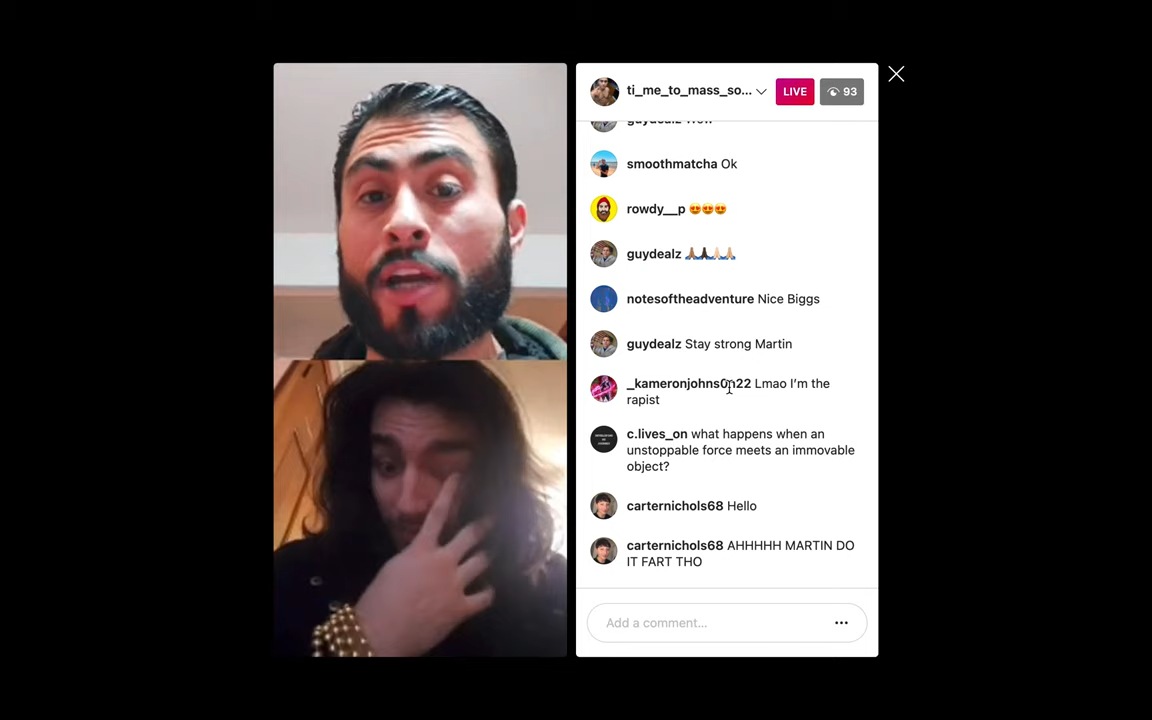 ti_me_to_mass_so...
LIVE
93
guydealz Wow
smoothmatcha Ok
rowdy__p 😍😍😍
guydealz 🙏🏽🙏🏿🙏🏻🙏🏼
notesoftheadventure Nice Biggs
guydealz Stay strong Martin
_kameronjohns0n22 Lmao I'm the
rapist
c.lives_on what happens when an
unstoppable force meets an immovable
object?
carternichols68 Hello
carternichols68 AHHHHH MARTIN DO
IT FART THO
Add a comment...